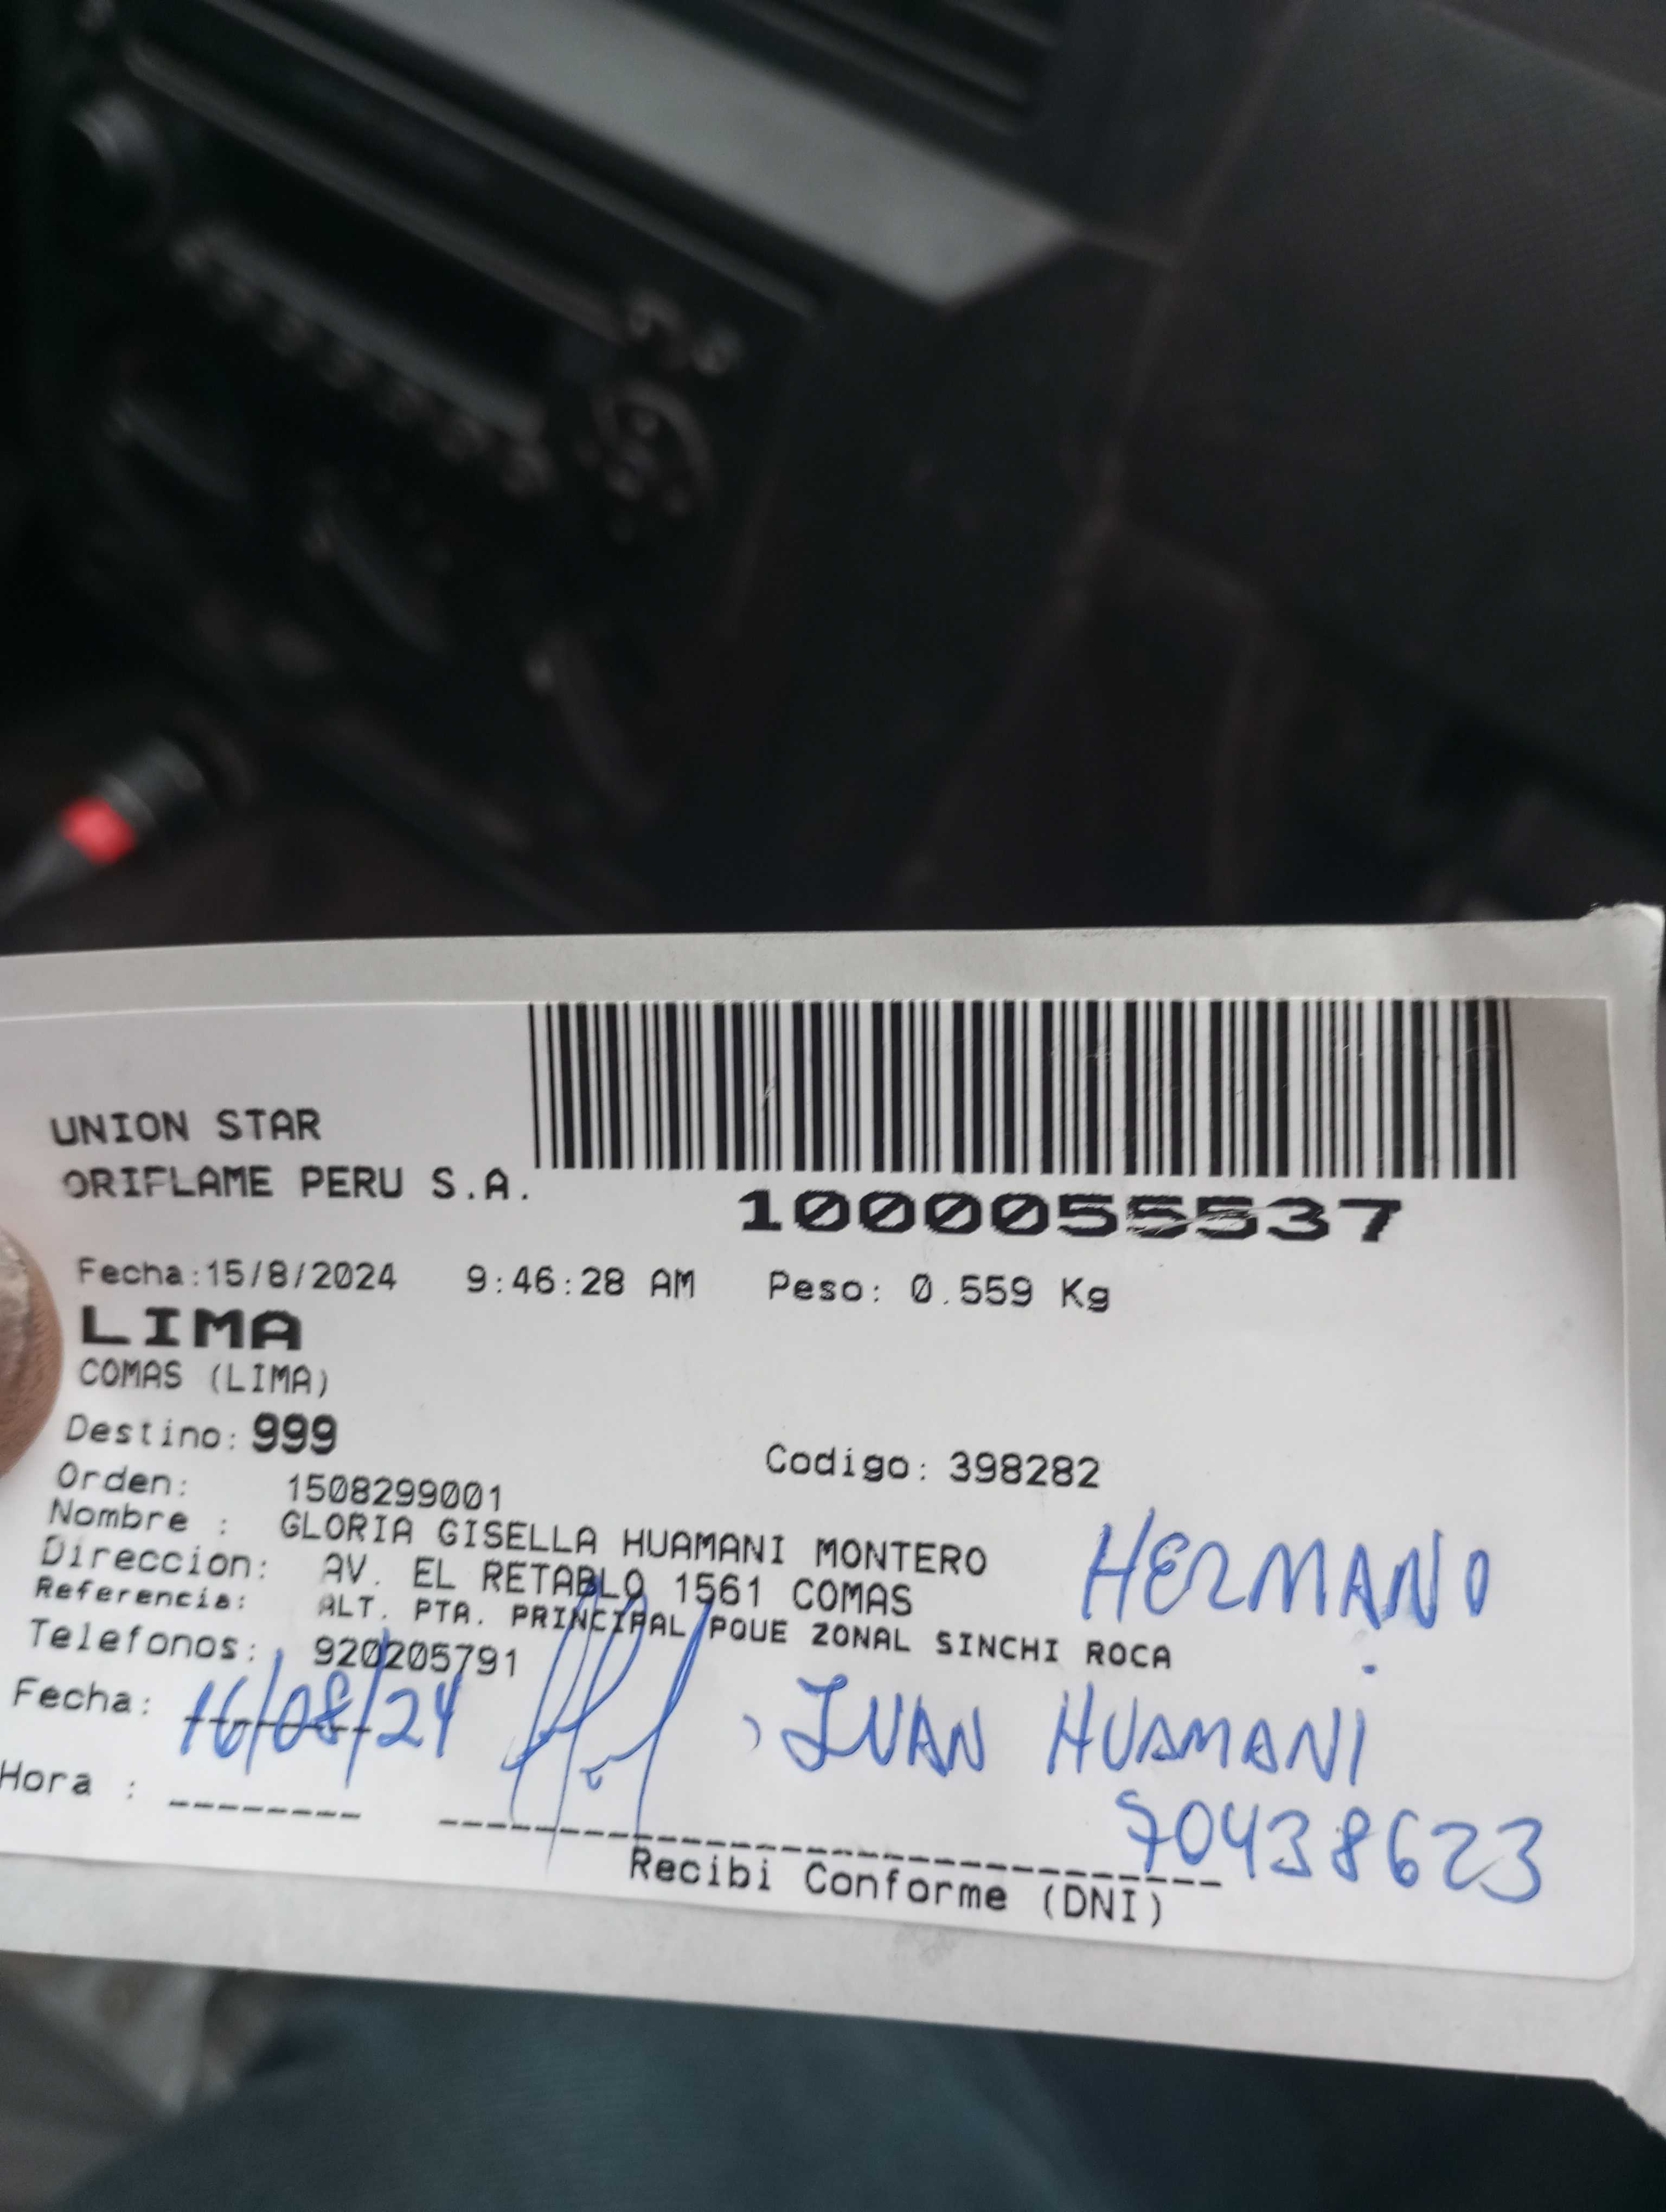 UNION STAR
ORIFLAME PERU S.A.
1000055537
Fecha:15/8/2024 9:46:28 AM Peso: 0.559 Kg
LIMA
COMAS (LIMA)
Destino: 999
Codigo: 398282
Orden: 1508299001
Nombre : GLORIA GISELLA HUAMANI MONTERO
HERMANO
Direccion: AV. EL RETABLO 1561 COMAS
Referencia: ALT. PTA. PRINCIPAL PQUE ZONAL SINCHI ROCA
Telefonos: 920205791
Fecha: 16/08/24
IVAN HUAMANI
Hora :
70438623
Recibi Conforme (DNI)